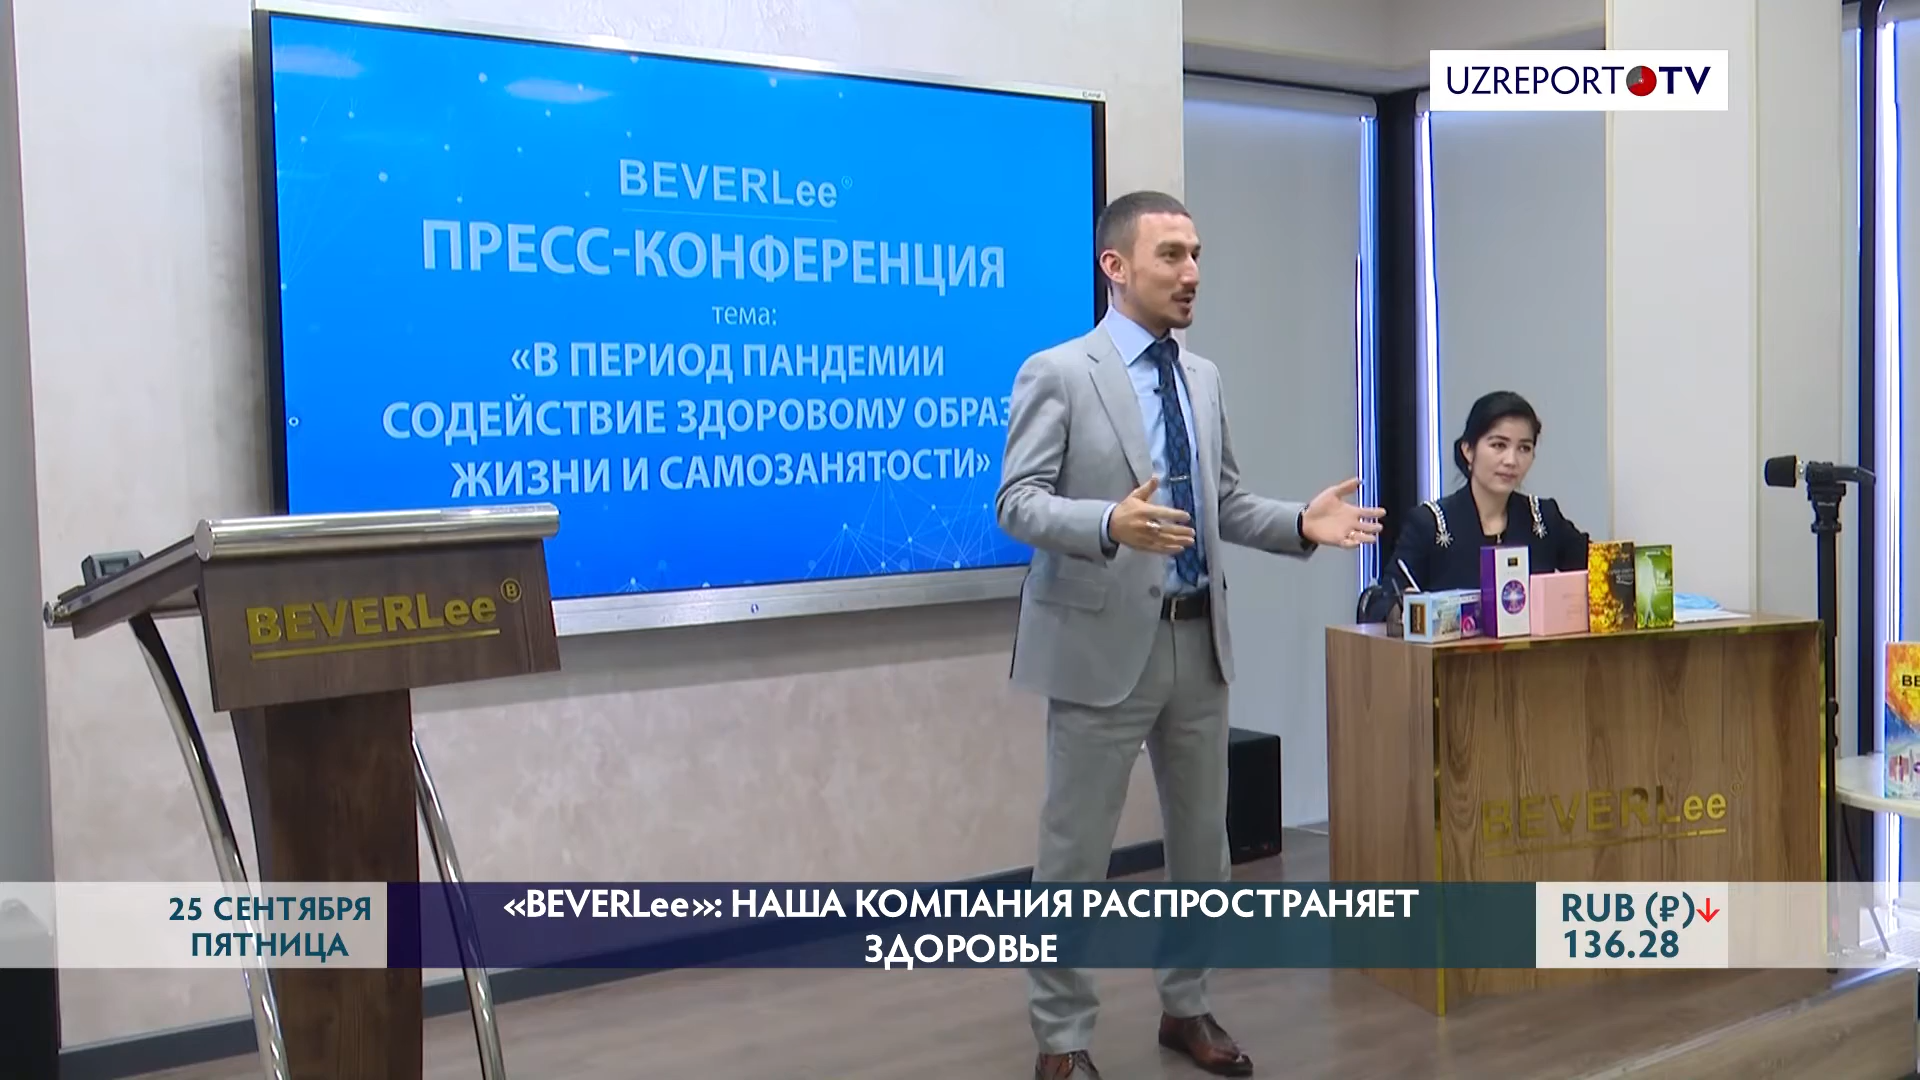 UZREPORT TV
BEVERLee
ПРЕСС-КОНФЕРЕНЦИЯ
тема:
«В ПЕРИОД ПАНДЕМИИ
СОДЕЙСТВИЕ ЗДОРОВОМУ ОБРАЗ
ЖИЗНИ И САМОЗАНЯТОСТИ»
BEVERLee
BEVERLee
25 СЕНТЯБРЯ
ПЯТНИЦА
«BEVERLee»: НАША КОМПАНИЯ РАСПРОСТРАНЯЕТ
ЗДОРОВЬЕ
RUB (₽)↓
136.28